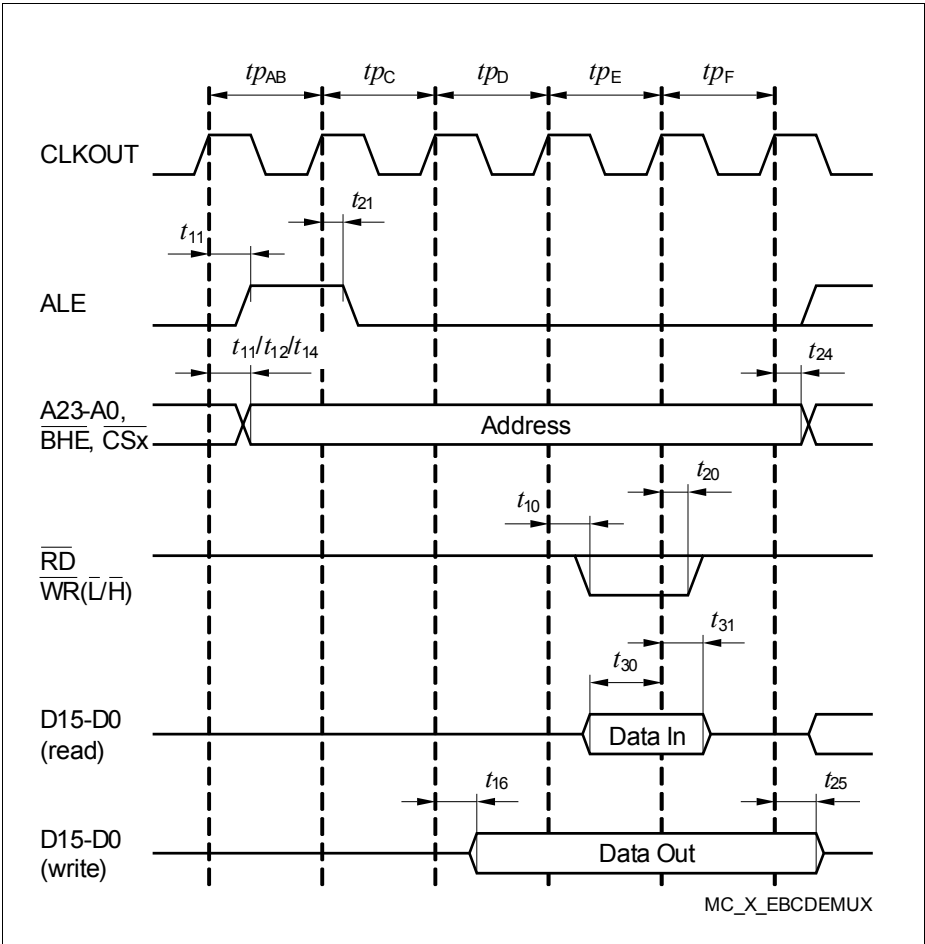 tpAB tpC tpD tpE tpF
CLKOUT
t21
t11
ALE
t11/t12/t14 t24
A23-A0,
BHE, CSx
Address
t20
t10
RD
WR(L/H)
t31
t30
D15-D0
(read)
Data In
t16 t25
D15-D0
(write)
Data Out
MC_X_EBCDEMUX